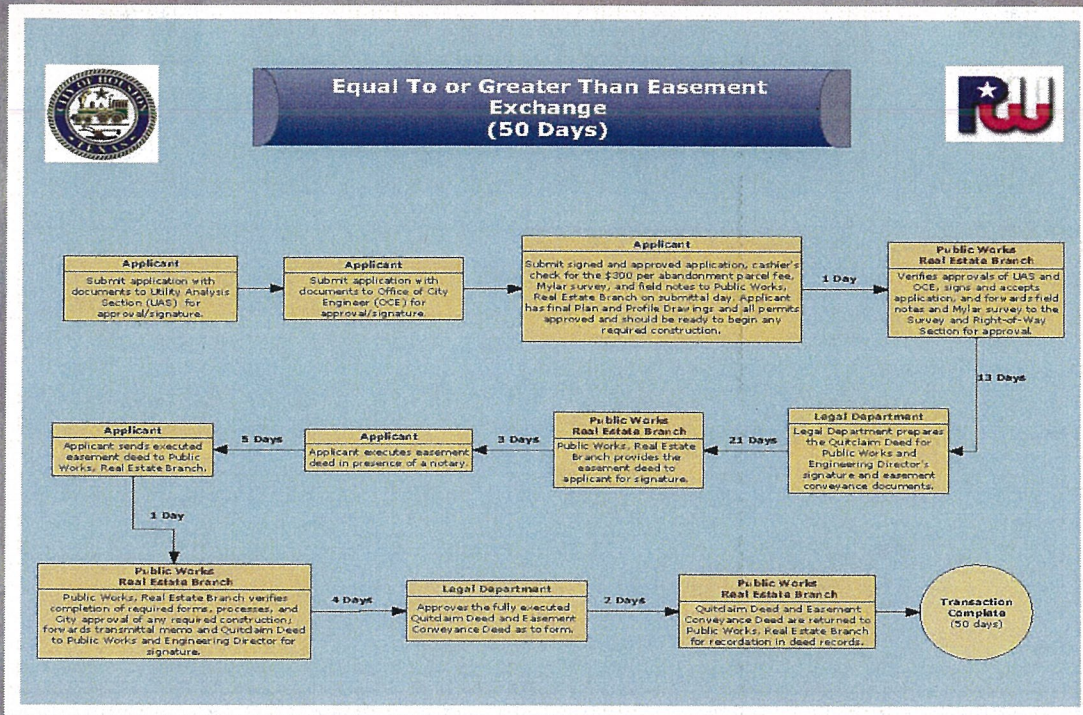 CITY OF HOUSTON
TEXAS
Equal To or Greater Than Easement
Exchange
(50 Days)
PW
Applicant
Submit application with
documents to Utility Analysis
Section (UAS) for
approval/signature.
Applicant
Submit application with
documents to Office of City
Engineer (OCE) for
approval/signature.
Applicant
Submit signed and approved application, cashier's
check for the $300 per abandonment parcel fee,
Mylar survey, and field notes to Public Works,
Real Estate Branch on submittal day. Applicant
has final Plan and Profile Drawings and all permits
approved and should be ready to begin any
required construction.
1 Day
Public Works
Real Estate Branch
Verifies approvals of UAS and
OCE, signs and accepts
application, and forwards field
notes and Mylar survey to the
Survey and Right-of-Way
Section for approval.
13 Days
Legal Department
Legal Department prepares
the Quitclaim Deed for
Public Works and
Engineering Director's
signature and easement
conveyance documents.
21 Days
Public Works
Real Estate Branch
Public Works, Real Estate
Branch provides the
easement deed to
applicant for signature.
3 Days
Applicant
Applicant executes easement
deed in presence of a notary.
5 Days
Applicant
Applicant sends executed
easement deed to Public
Works, Real Estate Branch.
1 Day
Public Works
Real Estate Branch
Public Works, Real Estate Branch verifies
completion of required forms, processes, and
City approval of any required construction;
forwards transmittal memo and Quitclaim Deed
to Public Works and Engineering Director for
signature.
4 Days
Legal Department
Approves the fully executed
Quitclaim Deed and Easement
Conveyance Deed as to form.
2 Days
Public Works
Real Estate Branch
Quitclaim Deed and Easement
Conveyance Deed are returned to
Public Works, Real Estate Branch
for recordation in deed records.
Transaction
Complete
(50 days)